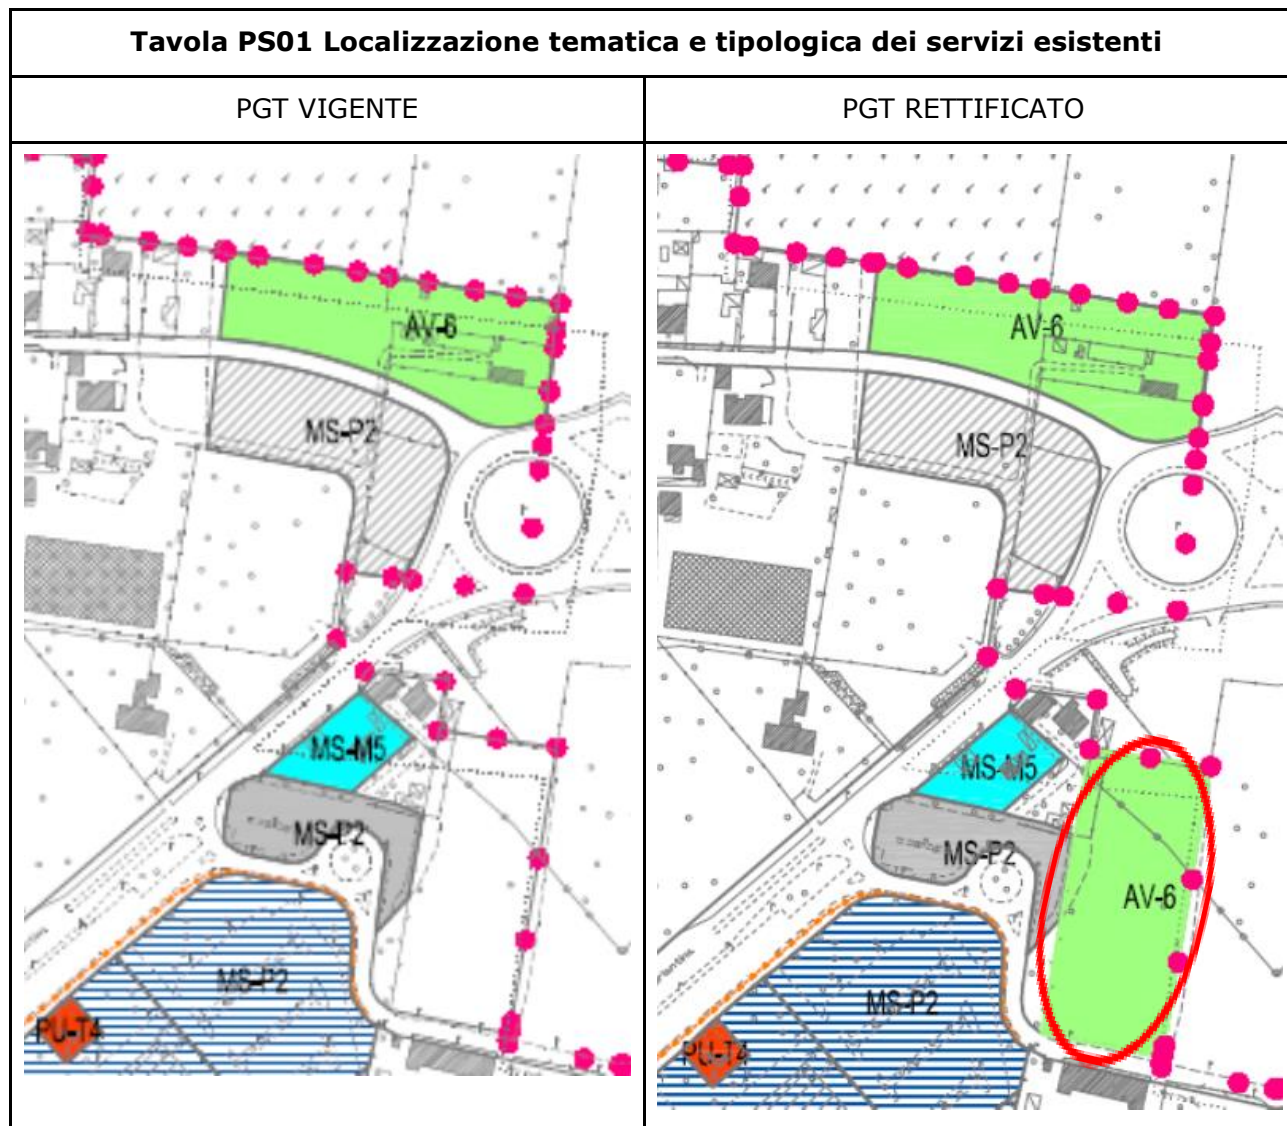 Tavola PS01 Localizzazione tematica e tipologica dei servizi esistenti
PGT VIGENTE
PGT RETTIFICATO
AV-6
MS-P2
MS-M5
MS-P2
MS-P2
PU-T4
AV-6
MS-P2
MS-M5
MS-P2
AV-6
MS-P2
PU-T4